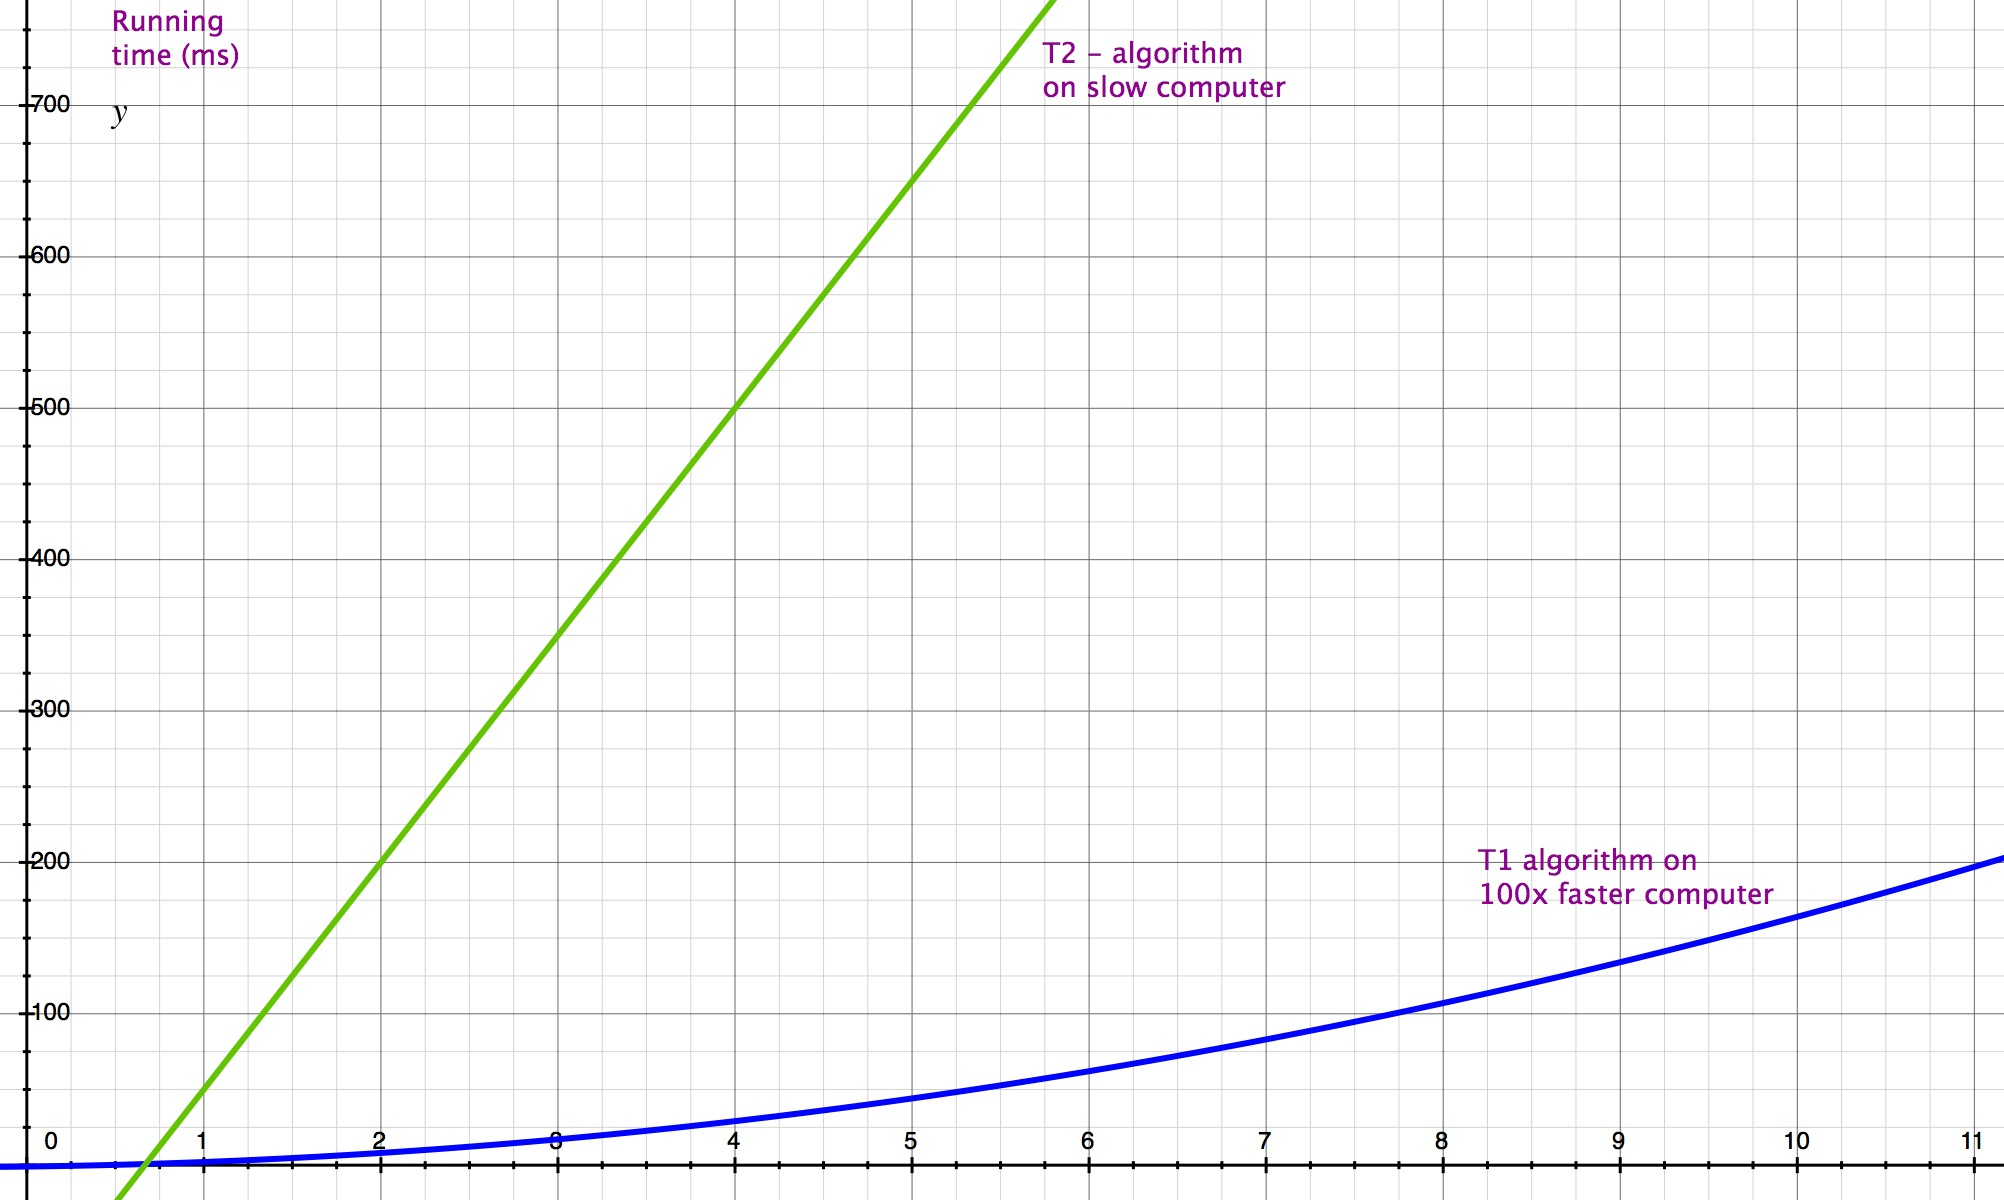 Running
time (ms)
T2 – algorithm
on slow computer
y
700
600
500
400
300
200
T1 algorithm on
100x faster computer
100
0 1 2 3 4 5 6 7 8 9 10 11